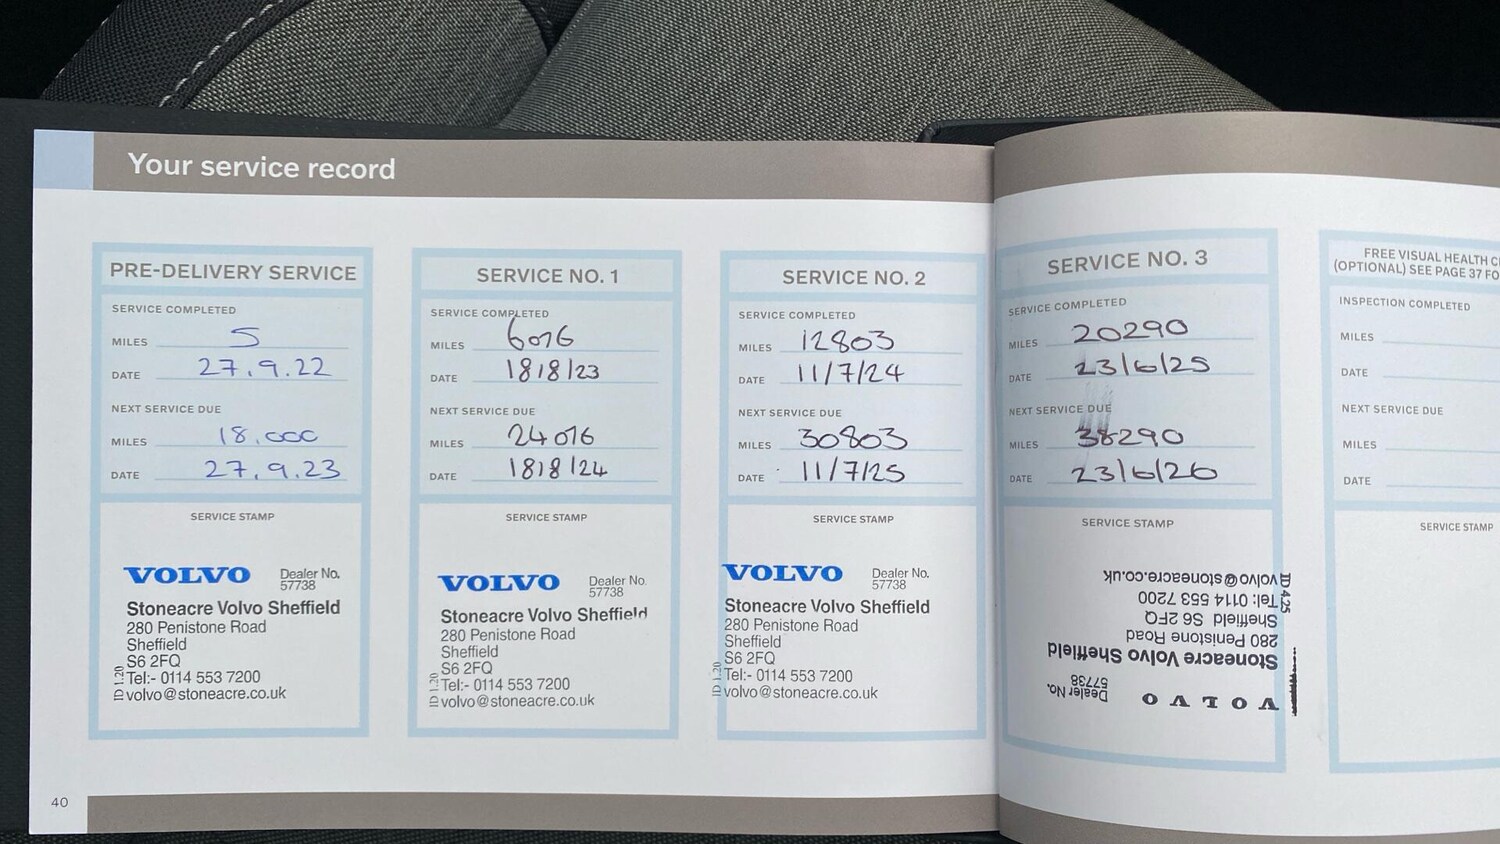 Your service record
PRE-DELIVERY SERVICE
SERVICE COMPLETED
MILES 5
DATE 27.9.22
NEXT SERVICE DUE
MILES 18.000
DATE 27.9.23
SERVICE STAMP
VOLVO Dealer No.
57738
Stoneacre Volvo Sheffield
280 Penistone Road
Sheffield
S6 2FQ
Tel:- 0114 553 7200
volvo@stoneacre.co.uk
ID 1.20
SERVICE NO. 1
SERVICE COMPLETED
MILES 6076
DATE 18/8/23
NEXT SERVICE DUE
MILES 24076
DATE 18/8/24
SERVICE STAMP
VOLVO Dealer No.
57738
Stoneacre Volvo Sheffield
280 Penistone Road
Sheffield
S6 2FQ
Tel:- 0114 553 7200
volvo@stoneacre.co.uk
ID 1.20
SERVICE NO. 2
SERVICE COMPLETED
MILES 12803
DATE 11/7/24
NEXT SERVICE DUE
MILES 30803
DATE 11/7/25
SERVICE STAMP
VOLVO Dealer No.
57738
Stoneacre Volvo Sheffield
280 Penistone Road
Sheffield
S6 2FQ
Tel:- 0114 553 7200
volvo@stoneacre.co.uk
ID 1.20
SERVICE NO. 3
SERVICE COMPLETED
MILES 20290
DATE 23/6/25
NEXT SERVICE DUE
MILES 38290
DATE 23/6/26
SERVICE STAMP
VOLVO Dealer No.
57738
Stoneacre Volvo Sheffield
280 Penistone Road
Sheffield S6 2FQ
Tel: 0114 553 7200
volvo@stoneacre.co.uk
FREE VISUAL HEALTH
(OPTIONAL) SEE PAGE 37
INSPECTION COMPLETED
MILES
DATE
NEXT SERVICE DUE
MILES
DATE
SERVICE STAMP
40